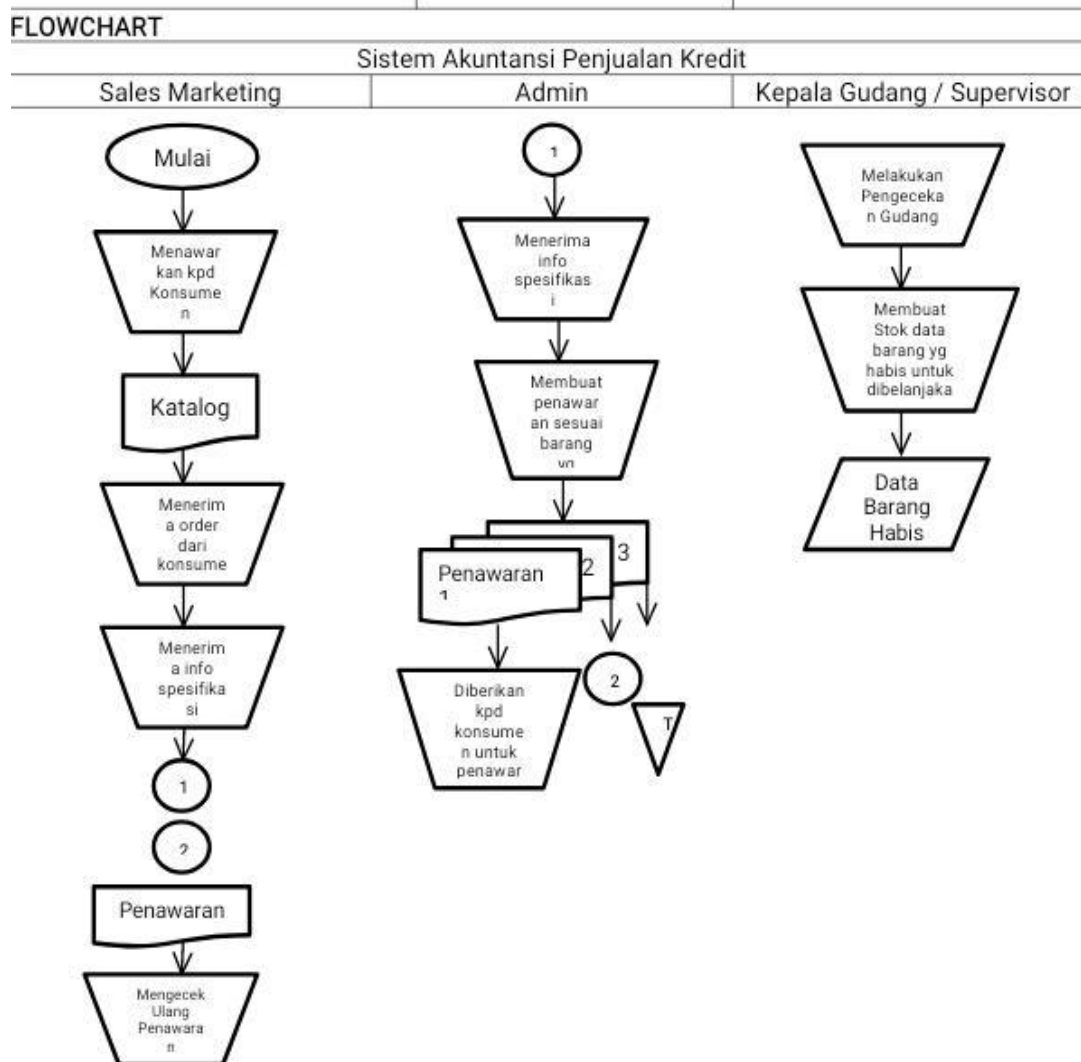 FLOWCHART
Sistem Akuntansi Penjualan Kredit
Sales Marketing
Admin
Kepala Gudang / Supervisor
Mulai
Menawar
kan kpd
Konsume
n
Katalog
Menerim
a order
dari
konsume
Menerim
a info
spesifika
si
1
2
Penawaran
Mengecek
Ulang
Penawara
n
1
Menerima
info
spesifikas
i
Membuat
penawar
an sesuai
barang
Penawaran
1
2
3
Diberikan
kpd
konsume
n untuk
penawar
2
T
Melakukan
Pengeceka
n Gudang
Membuat
Stok data
barang yg
habis untuk
dibelanjaka
Data
Barang
Habis